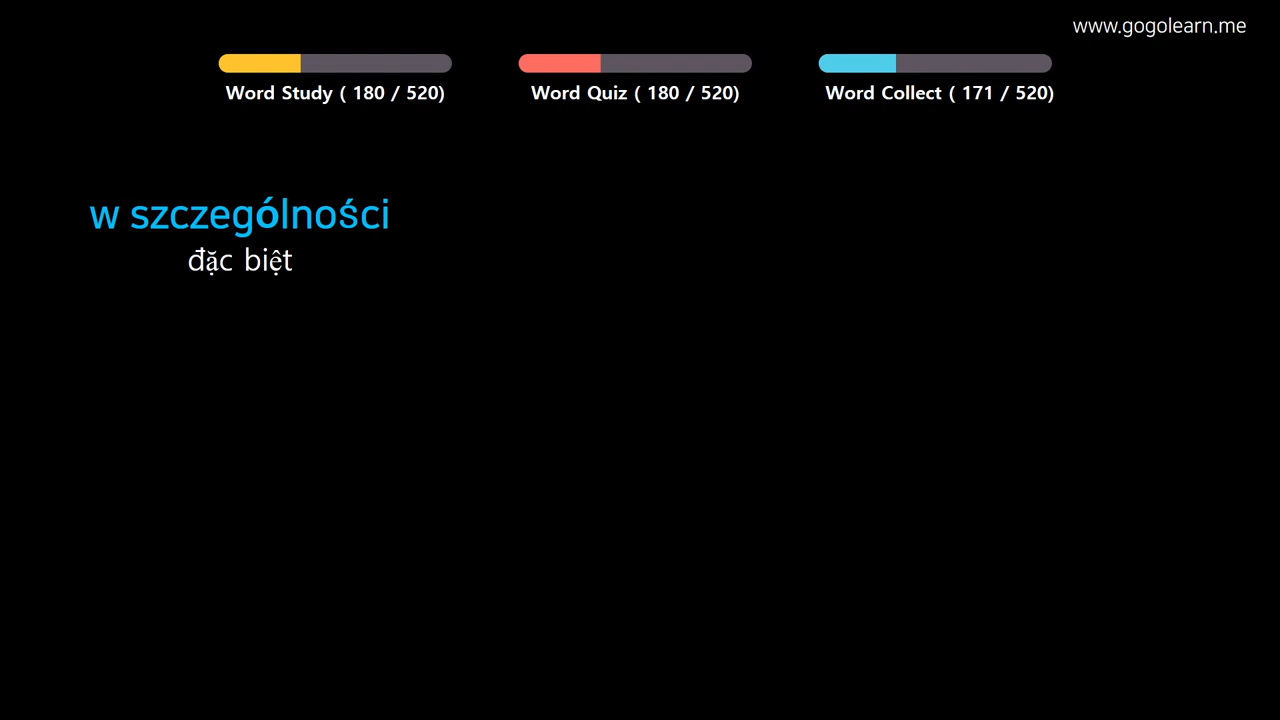 www.gogolearn.me
Word Study ( 180 / 520)
Word Quiz ( 180 / 520)
Word Collect ( 171 / 520)
w szczególności
đặc biệt